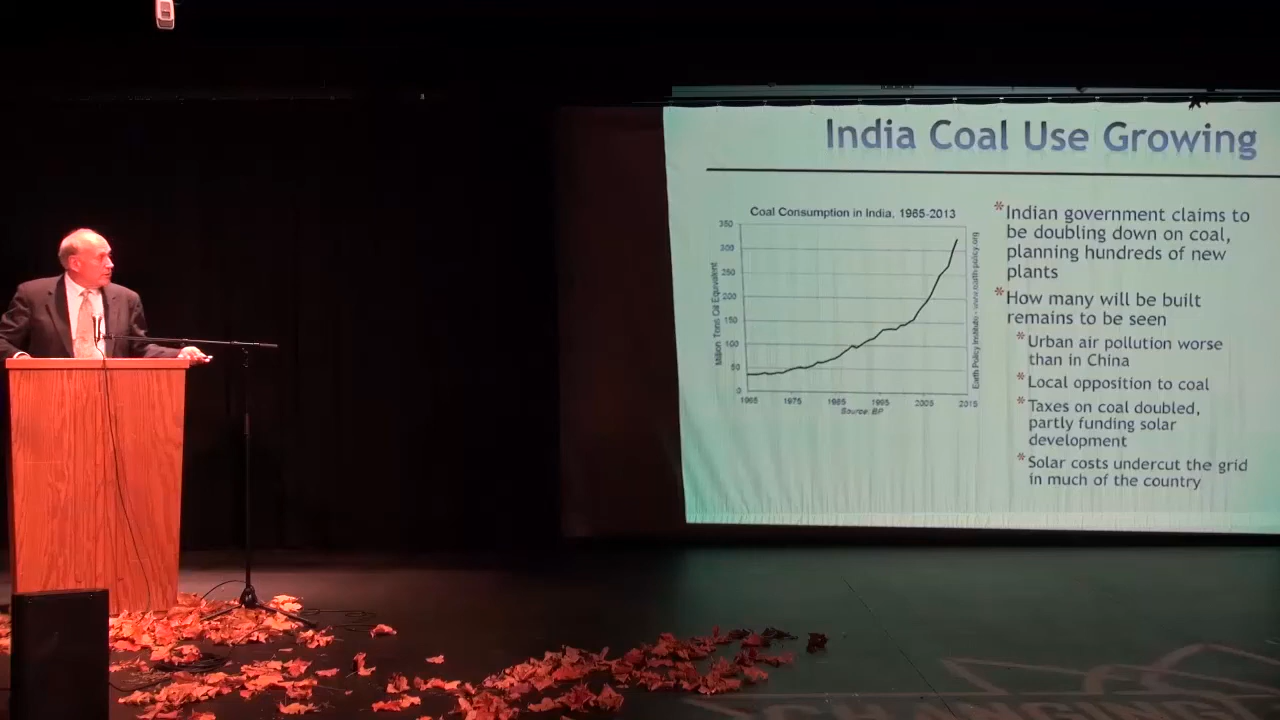 India Coal Use Growing
Coal Consumption in India, 1965-2013
350
300
250
200
150
100
50
0
Million Tons Oil Equivalent
1965 1975 1985 1995 2005 2015
Source: BP
Earth Policy Institute - www.earth-policy.org
* Indian government claims to
be doubling down on coal,
planning hundreds of new
plants
* How many will be built
remains to be seen
* Urban air pollution worse
than in China
* Local opposition to coal
* Taxes on coal doubled,
partly funding solar
development
* Solar costs undercut the grid
in much of the country
CHANGING